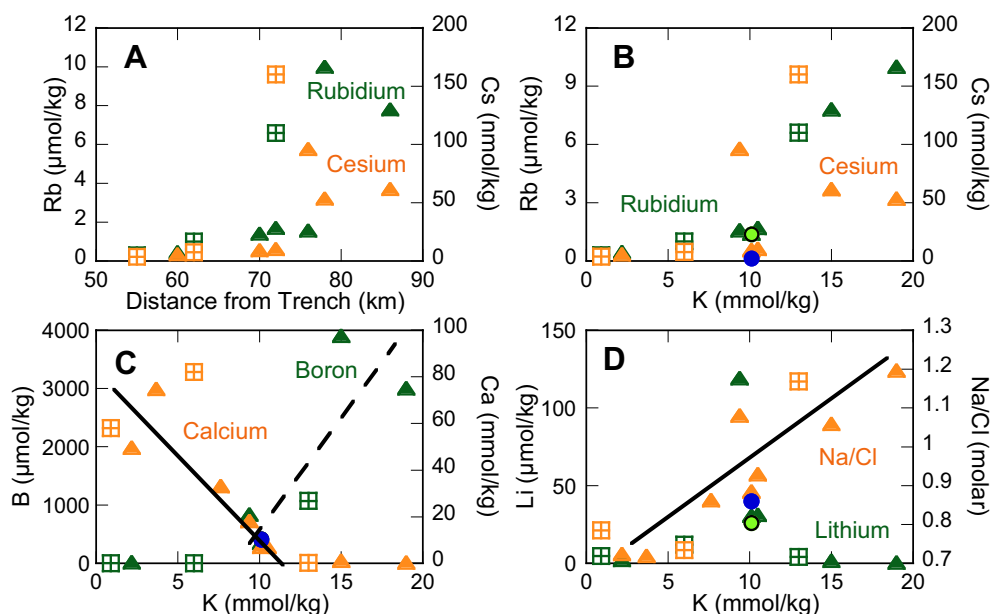 A
Rb (µmol/kg)
12
10
8
6
4
2
0
200
150
100
50
0
Cs (mmol/kg)
Rubidium
Cesium
50
60
70
80
90
Distance from Trench (km)
B
Rb (µmol/kg)
12
9
6
3
0
200
150
100
50
0
Cs (mmol/kg)
Rubidium
Cesium
0
5
10
15
20
K (mmol/kg)
C
B (µmol/kg)
4000
3000
2000
1000
0
100
80
60
40
20
0
Ca (mmol/kg)
Boron
Calcium
0
5
10
15
20
K (mmol/kg)
D
Li (µmol/kg)
150
100
50
0
1.3
1.2
1.1
1
0.9
0.8
0.7
Na/Cl (molar)
Na/Cl
Lithium
0
5
10
15
20
K (mmol/kg)